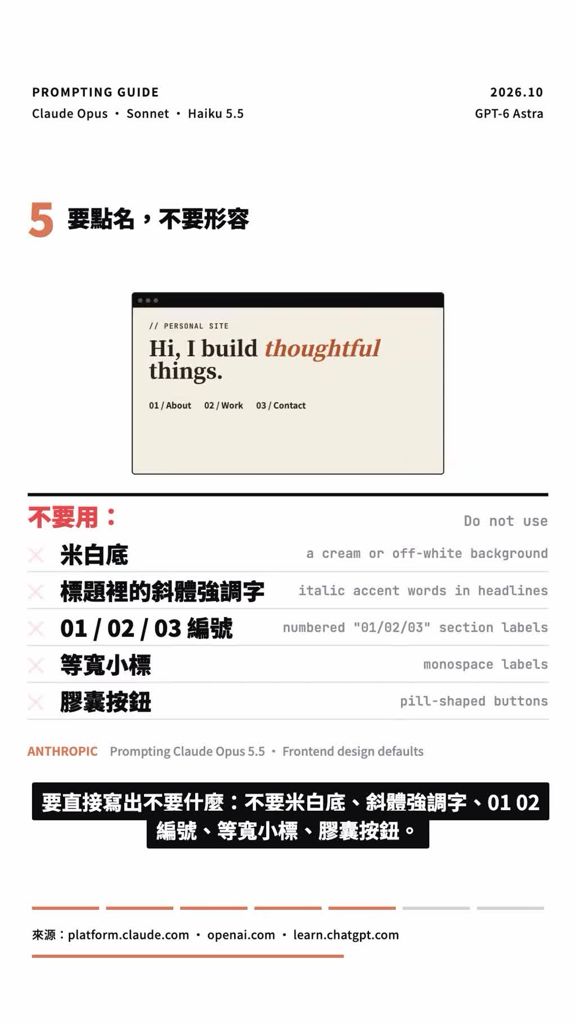 PROMPTING GUIDE
2026.10
Claude Opus • Sonnet • Haiku 5.5
GPT-6 Astra
5 要點名，不要形容
// PERSONAL SITE
Hi, I build thoughtful
things.
01 / About 02 / Work 03 / Contact
不要用：
Do not use
米白底
a cream or off-white background
標題裡的斜體強調字
italic accent words in headlines
01 / 02 / 03 編號
numbered "01/02/03" section labels
等寬小標
monospace labels
膠囊按鈕
pill-shaped buttons
ANTHROPIC Prompting Claude Opus 5.5 • Frontend design defaults
要直接寫出不要什麼：不要米白底、斜體強調字、01 02
編號、等寬小標、膠囊按鈕。
來源：platform.claude.com • openai.com • learn.chatgpt.com